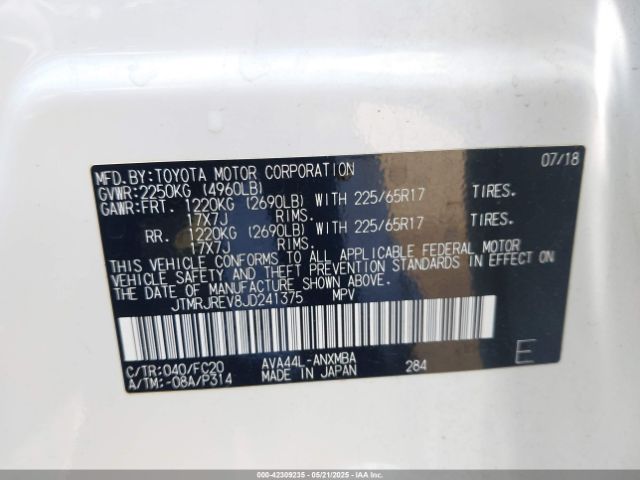 MFD.BY:TOYOTA MOTOR CORPORATION 07/18
GVWR:2250KG (4960LB)
GAWR:FRT. 1220KG (2690LB) WITH 225/65R17 TIRES.
17X7J RIMS.
RR. 1220KG (2690LB) WITH 225/65R17 TIRES.
17X7J RIMS.
THIS VEHICLE CONFORMS TO ALL APPLICABLE FEDERAL MOTOR
VEHICLE SAFETY AND THEFT PREVENTION STANDARDS IN EFFECT ON
THE DATE OF MANUFACTURE SHOWN ABOVE.
JTMRJREV8JD241375 MPV
C/TR:040/FC20 AVA44L-ANXMBA 284 E
A/TM:-08A/P314 MADE IN JAPAN
000-42309235 - 05/21/2025 - IAAI.COM